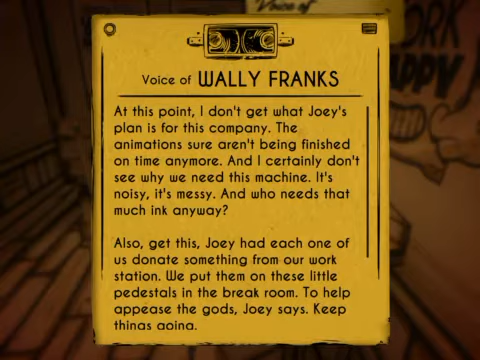 Voice of
ORK
HAPPY
Voice of WALLY FRANKS
At this point, I don't get what Joey's
plan is for this company. The
animations sure aren't being finished
on time anymore. And I certainly don't
see why we need this machine. It's
noisy, it's messy. And who needs that
much ink anyway?
Also, get this, Joey had each one of
us donate something from our work
station. We put them on these little
pedestals in the break room. To help
appease the gods, Joey says. Keep
things going.